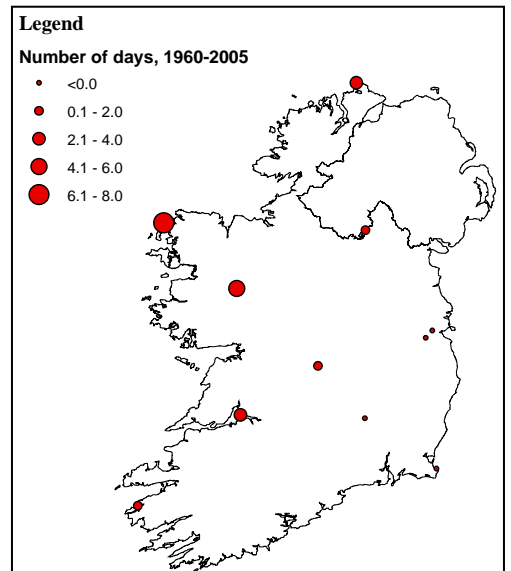 Legend
Number of days, 1960-2005
<0.0
0.1 - 2.0
2.1 - 4.0
4.1 - 6.0
6.1 - 8.0